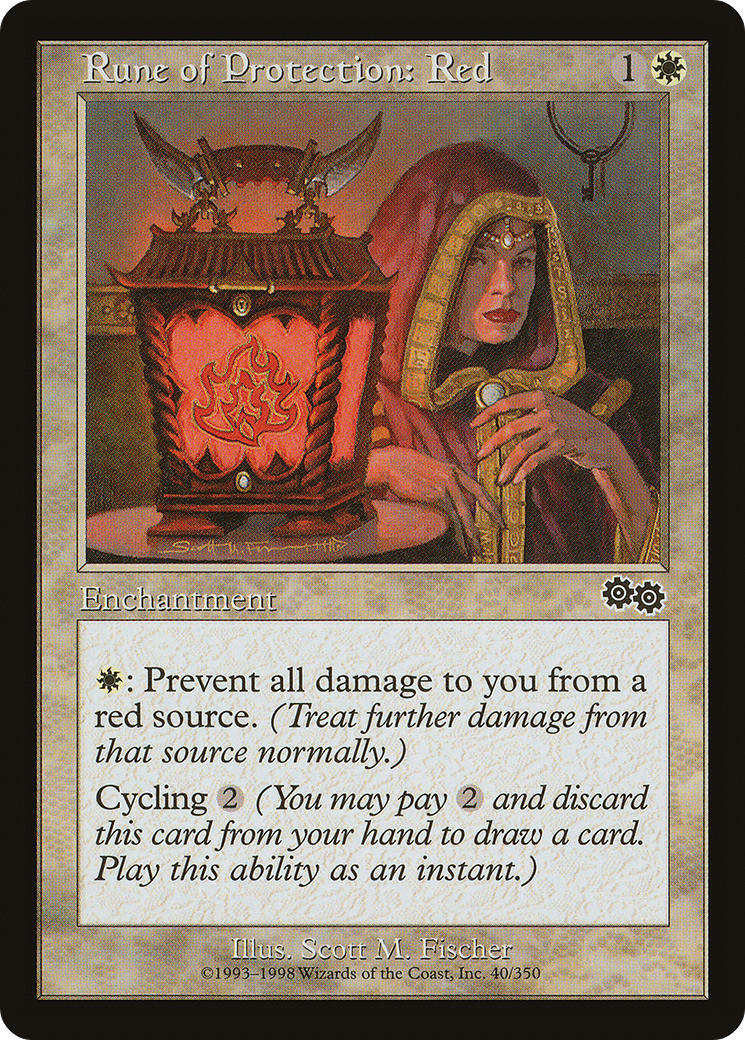 Rune of Protection: Red 1
Enchantment
: Prevent all damage to you from a
red source. (Treat further damage from
that source normally.)
Cycling 2 (You may pay 2 and discard
this card from your hand to draw a card.
Play this ability as an instant.)
Illus. Scott M. Fischer
©1993–1998 Wizards of the Coast, Inc. 40/350